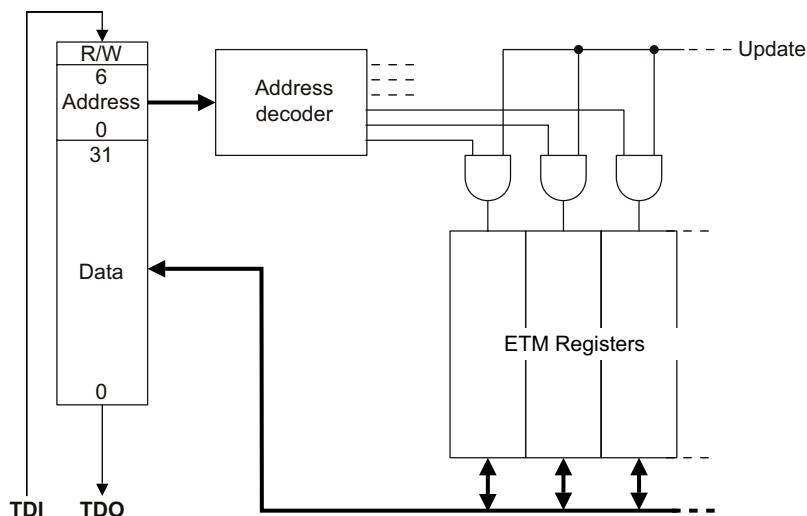 R/W
6
Address
0
31
Data
0
TDI
TDO
Address
decoder
Update
ETM Registers